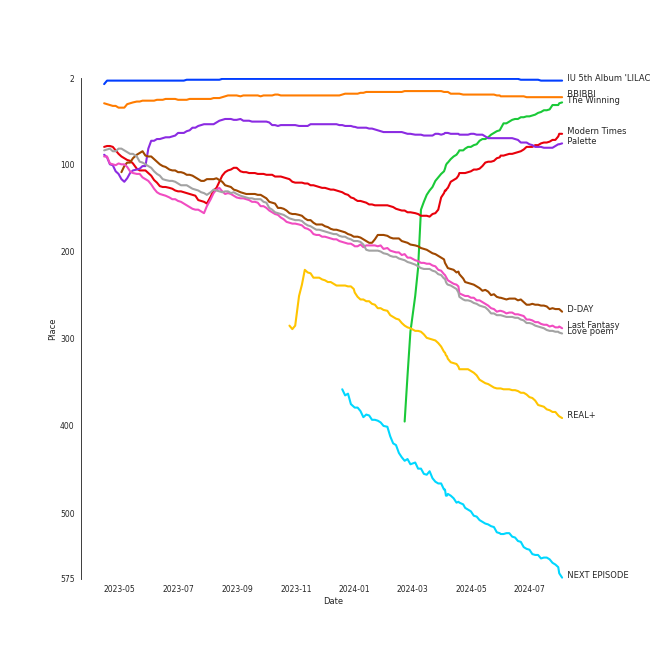 2
100
200
300
400
500
575
Place
2023-05
2023-07
2023-09
2023-11
2024-01
2024-03
2024-05
2024-07
Date
IU 5th Album 'LILAC
BBIBBI
The Winning
Modern Times
Palette
D-DAY
Last Fantasy
Love poem
REAL+
NEXT EPISODE